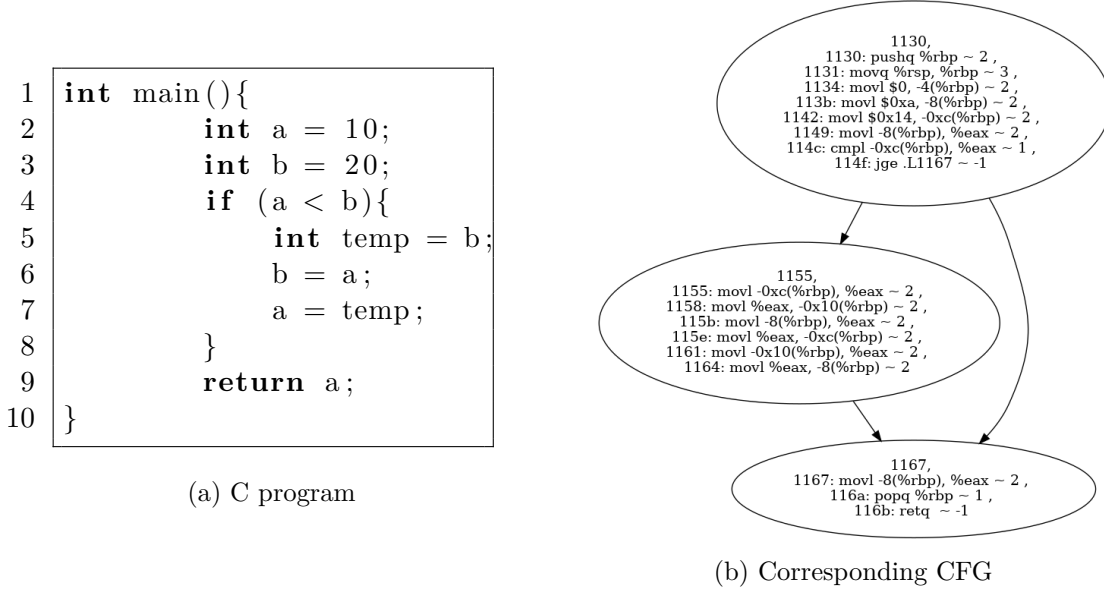 1 int main(){
2 int a = 10;
3 int b = 20;
4 if (a < b){
5 int temp = b;
6 b = a;
7 a = temp;
8 }
9 return a;
10 }
(a) C program
1130,
1130: pushq %rbp ~ 2 ,
1131: movq %rsp, %rbp ~ 3 ,
1134: movl $0, -4(%rbp) ~ 2 ,
113b: movl $0xa, -8(%rbp) ~ 2 ,
1142: movl $0x14, -0xc(%rbp) ~ 2 ,
1149: movl -8(%rbp), %eax ~ 2 ,
114c: cmpl -0xc(%rbp), %eax ~ 1 ,
114f: jge .L1167 ~ -1
1155,
1155: movl -0xc(%rbp), %eax ~ 2 ,
1158: movl %eax, -0x10(%rbp) ~ 2 ,
115b: movl -8(%rbp), %eax ~ 2 ,
115e: movl %eax, -0xc(%rbp) ~ 2 ,
1161: movl -0x10(%rbp), %eax ~ 2 ,
1164: movl %eax, -8(%rbp) ~ 2
1167,
1167: movl -8(%rbp), %eax ~ 2 ,
116a: popq %rbp ~ 1 ,
116b: retq ~ -1
(b) Corresponding CFG